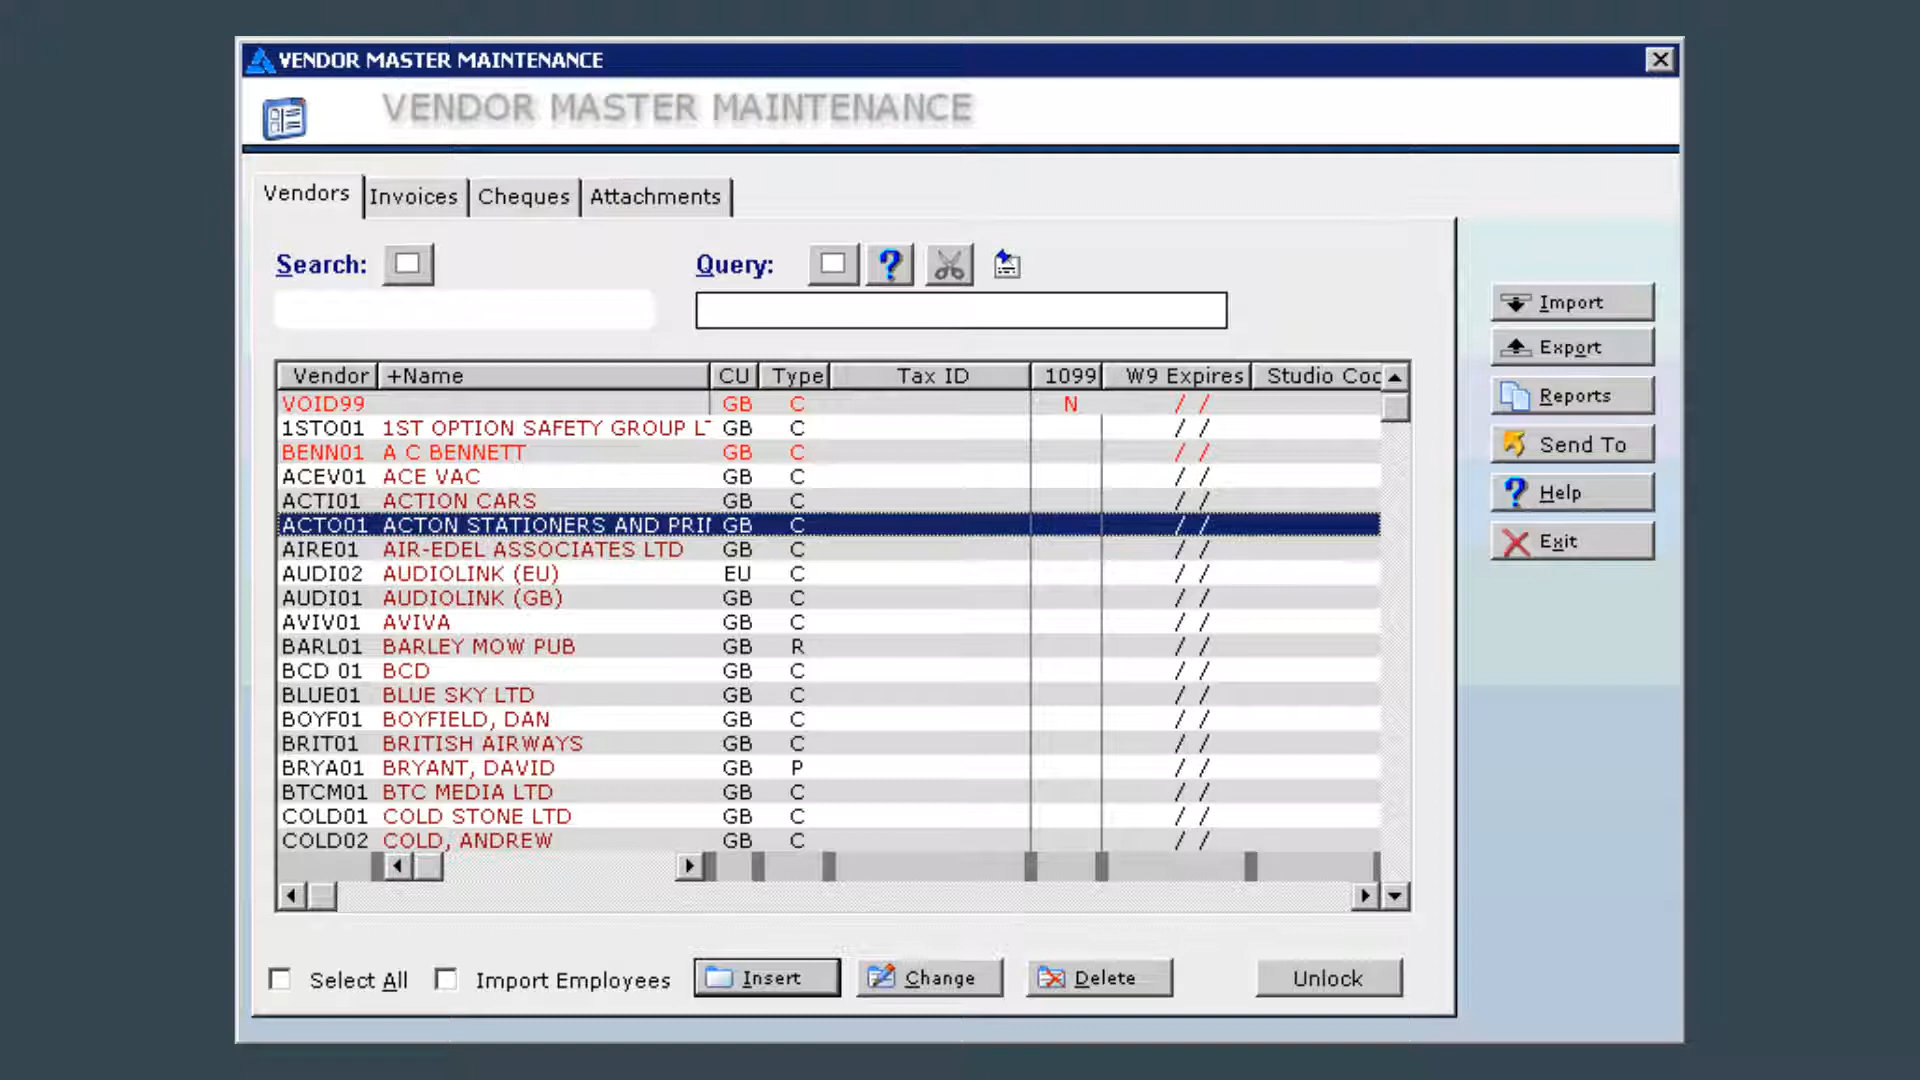 VENDOR MASTER MAINTENANCE
VENDOR MASTER MAINTENANCE
Vendors Invoices Cheques Attachments
Search: Query: ?
Import
Export
Reports
Send To
? Help
Exit
Vendor +Name CU Type Tax ID 1099 W9 Expires Studio Coc
VOID99 GB C N / /
1STO01 1ST OPTION SAFETY GROUP LT GB C / /
BENN01 A C BENNETT GB C / /
ACEV01 ACE VAC GB C / /
ACTI01 ACTION CARS GB C / /
ACTO01 ACTON STATIONERS AND PRI GB C / /
AIRE01 AIR-EDEL ASSOCIATES LTD GB C / /
AUDI02 AUDIOLINK (EU) EU C / /
AUDI01 AUDIOLINK (GB) GB C / /
AVIV01 AVIVA GB C / /
BARL01 BARLEY MOW PUB GB R / /
BCD 01 BCD GB C / /
BLUE01 BLUE SKY LTD GB C / /
BOYF01 BOYFIELD, DAN GB C / /
BRIT01 BRITISH AIRWAYS GB C / /
BRYA01 BRYANT, DAVID GB P / /
BTCM01 BTC MEDIA LTD GB C / /
COLD01 COLD STONE LTD GB C / /
COLD02 COLD, ANDREW GB C / /
Select All Import Employees Insert Change Delete Unlock